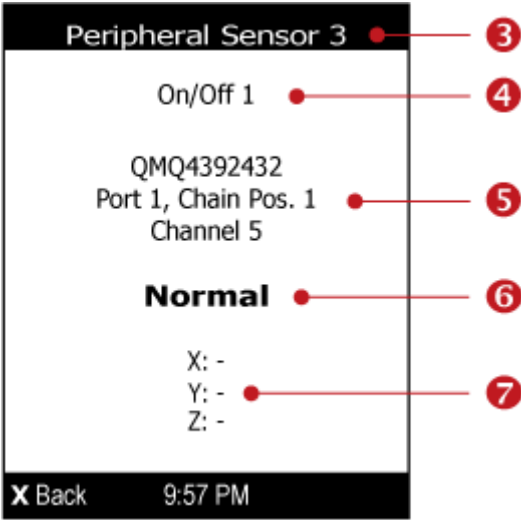 Peripheral Sensor 3
3
On/Off 1
4
QMQ4392432
Port 1, Chain Pos. 1
5
Channel 5
Normal
6
X: -
Y: -
7
Z: -
X Back 9:57 PM